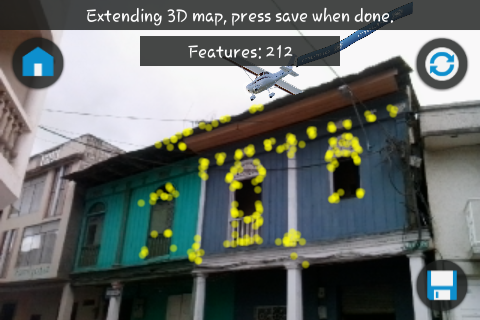 Extending 3D map, press save when done.
Features: 212